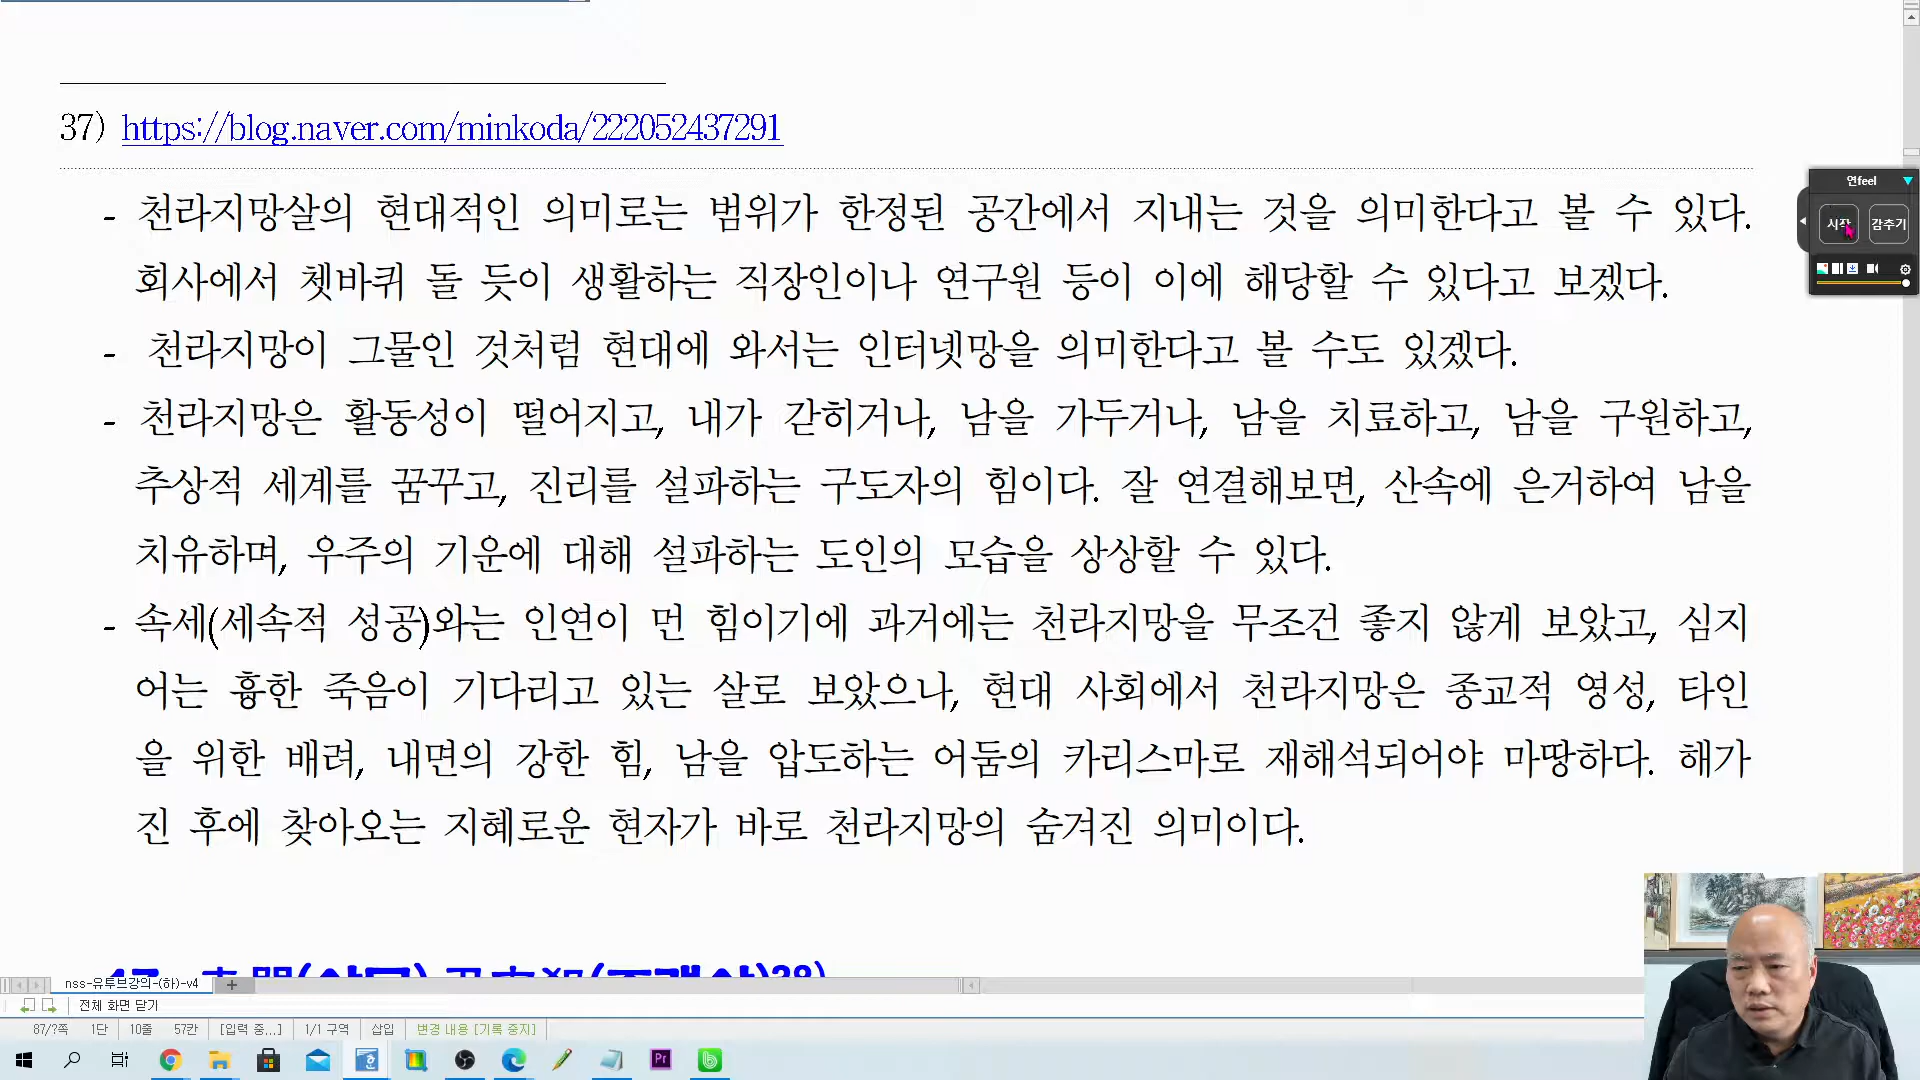 37) https://blog.naver.com/minkoda/222052437291
- 천라지망살의 현대적인 의미로는 범위가 한정된 공간에서 지내는 것을 의미한다고 볼 수 있다.
회사에서 쳇바퀴 돌 듯이 생활하는 직장인이나 연구원 등이 이에 해당할 수 있다고 보겠다.
- 천라지망이 그물인 것처럼 현대에 와서는 인터넷망을 의미한다고 볼 수도 있겠다.
- 천라지망은 활동성이 떨어지고, 내가 갇히거나, 남을 가두거나, 남을 치료하고, 남을 구원하고,
추상적 세계를 꿈꾸고, 진리를 설파하는 구도자의 힘이다. 잘 연결해보면, 산속에 은거하여 남을
치유하며, 우주의 기운에 대해 설파하는 도인의 모습을 상상할 수 있다.
- 속세(세속적 성공)와는 인연이 먼 힘이기에 과거에는 천라지망을 무조건 좋지 않게 보았고, 심지
어는 흉한 죽음이 기다리고 있는 살로 보았으나, 현대 사회에서 천라지망은 종교적 영성, 타인
을 위한 배려, 내면의 강한 힘, 남을 압도하는 어둠의 카리스마로 재해석되어야 마땅하다. 해가
진 후에 찾아오는 지혜로운 현자가 바로 천라지망의 숨겨진 의미이다.
연feel
시작 감추기
nss-유투브강의-(하)-v4
전체 화면 닫기
87/?쪽 1단 10줄 57칸 [입력 중...] 1/1 구역 삽입 변경 내용 [기록 중지]
Pr